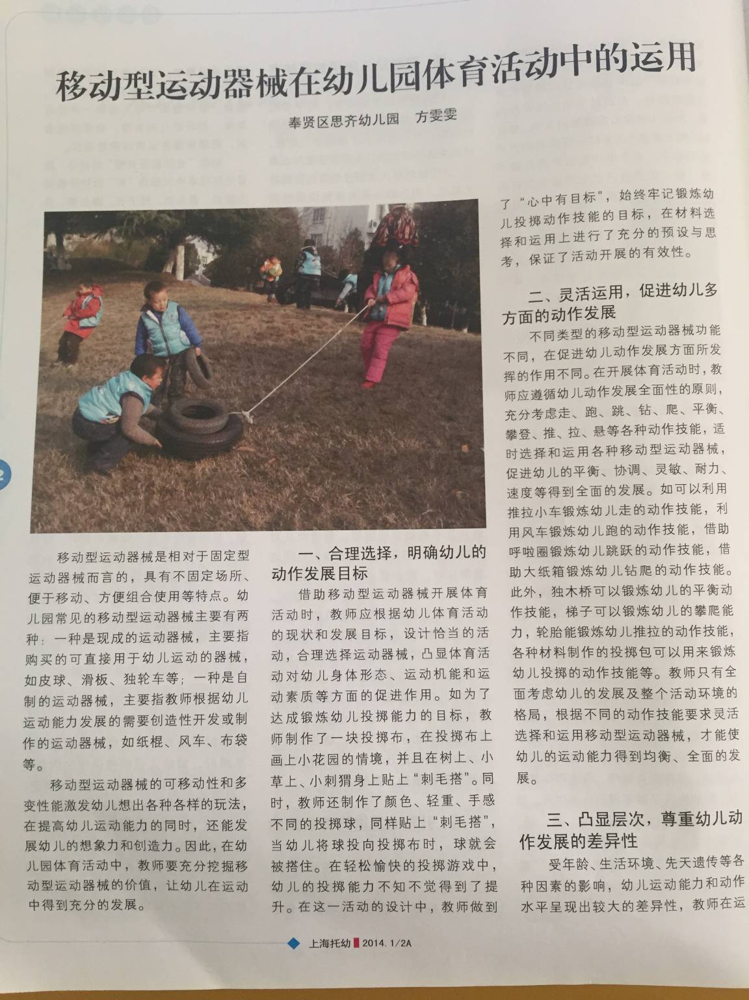 移动型运动器械在幼儿园体育活动中的运用
奉贤区思齐幼儿园 方雯雯
移动型运动器械是相对于固定型
运动器械而言的，具有不固定场所、
便于移动、方便组合使用等特点。幼
儿园常见的移动型运动器械主要有两
种：一种是现成的运动器械，主要指
购买的可直接用于幼儿运动的器械，
如皮球、滑板、独轮车等；一种是自
制的运动器械，主要指教师根据幼儿
运动能力发展的需要创造性开发或制
作的运动器械，如纸棍、风车、布袋
等。
移动型运动器械的可移动性和多
变性能激发幼儿想出各种各样的玩法，
在提高幼儿运动能力的同时，还能发
展幼儿的想象力和创造力。因此，在幼
儿园体育活动中，教师要充分挖掘移
动型运动器械的价值，让幼儿在运动
中得到充分的发展。
一、合理选择，明确幼儿的
动作发展目标
借助移动型运动器械开展体育
活动时，教师应根据幼儿体育活动
的现状和发展目标，设计恰当的活
动，合理选择运动器械，凸显体育活
动对幼儿身体形态、运动机能和运
动素质等方面的促进作用。如为了
达成锻炼幼儿投掷能力的目标，教
师制作了一块投掷布，在投掷布上
画上小花园的情境，并且在树上、小
草上、小刺猬身上贴上“刺毛搭”。同
时，教师还制作了颜色、轻重、手感
不同的投掷球，同样贴上“刺毛搭”，
当幼儿将球投向投掷布时，球就会
被搭住。在轻松愉快的投掷游戏中，
幼儿的投掷能力不知不觉得到了提
升。在这一活动的设计中，教师做到
了“心中有目标”，始终牢记锻炼幼
儿投掷动作技能的目标，在材料选
择和运用上进行了充分的预设与思
考，保证了活动开展的有效性。
二、灵活运用，促进幼儿多
方面的动作发展
不同类型的移动型运动器械功能
不同，在促进幼儿动作发展方面所发
挥的作用不同。在开展体育活动时，教
师应遵循幼儿动作发展全面性的原则，
充分考虑走、跑、跳、钻、爬、平衡、
攀登、推、拉、悬等各种动作技能，适
时选择和运用各种移动型运动器械，
促进幼儿的平衡、协调、灵敏、耐力、
速度等得到全面的发展。如可以利用
推拉小车锻炼幼儿走的动作技能，利
用风车锻炼幼儿跑的动作技能，借助
呼啦圈锻炼幼儿跳跃的动作技能，借
助大纸箱锻炼幼儿钻爬的动作技能。
此外，独木桥可以锻炼幼儿的平衡动
作技能，梯子可以锻炼幼儿的攀爬能
力，轮胎能锻炼幼儿推拉的动作技能，
各种材料制作的投掷包可以用来锻炼
幼儿投掷的动作技能等。教师只有全
面考虑幼儿的发展及整个活动环境的
格局，根据不同的动作技能要求灵活
选择和运用移动型运动器械，才能使
幼儿的运动能力得到均衡、全面的发
展。
三、凸显层次，尊重幼儿动
作发展的差异性
受年龄、生活环境、先天遗传等各
种因素的影响，幼儿运动能力和动作
水平呈现出较大的差异性，教师在运
2
上海托幼 2014.1/2A